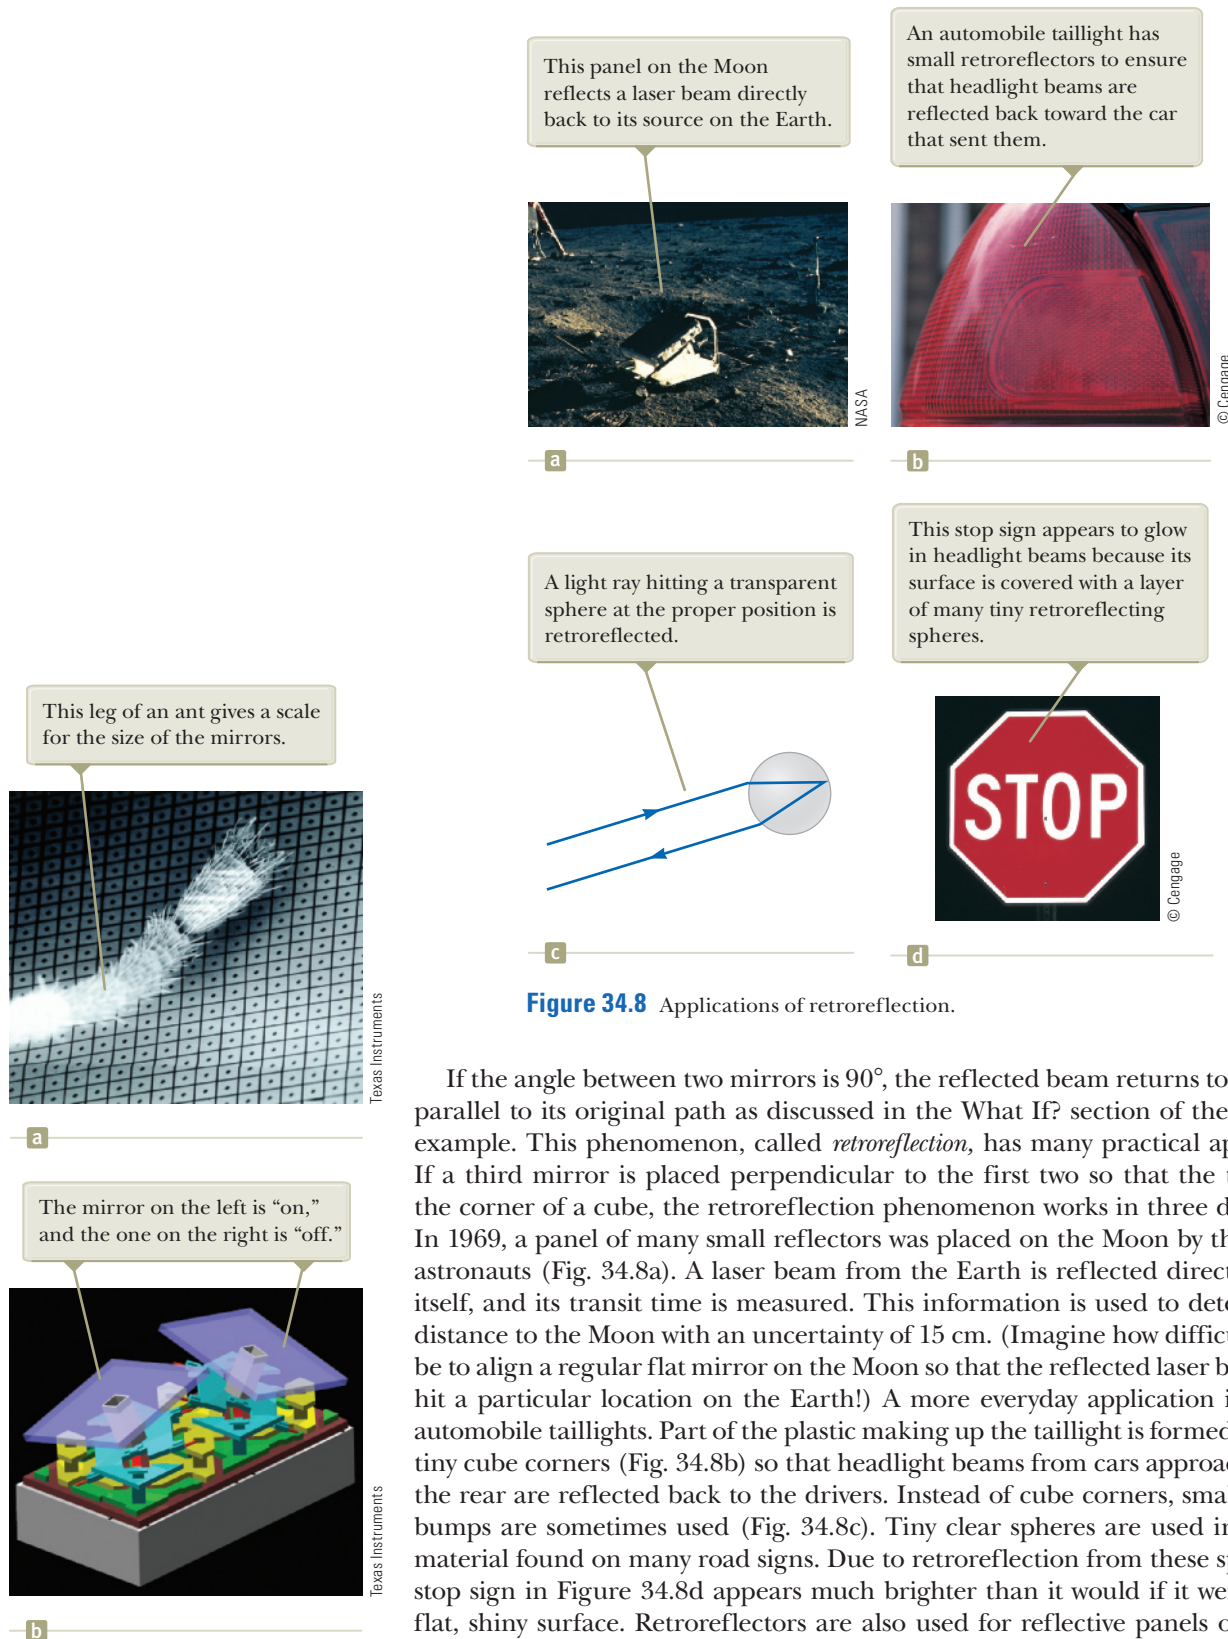 This panel on the Moon
reflects a laser beam directly
back to its source on the Earth.
An automobile taillight has
small retroreflectors to ensure
that headlight beams are
reflected back toward the car
that sent them.
NASA
© Cengage
a
b
A light ray hitting a transparent
sphere at the proper position is
retroreflected.
This stop sign appears to glow
in headlight beams because its
surface is covered with a layer
of many tiny retroreflecting
spheres.
STOP
© Cengage
c
d
Figure 34.8 Applications of retroreflection.
This leg of an ant gives a scale
for the size of the mirrors.
Texas Instruments
a
The mirror on the left is “on,”
and the one on the right is “off.”
Texas Instruments
b
If the angle between two mirrors is 90°, the reflected beam returns to
parallel to its original path as discussed in the What If? section of the
example. This phenomenon, called retroreflection, has many practical
If a third mirror is placed perpendicular to the first two so that the
the corner of a cube, the retroreflection phenomenon works in three
In 1969, a panel of many small reflectors was placed on the Moon by
astronauts (Fig. 34.8a). A laser beam from the Earth is reflected
itself, and its transit time is measured. This information is used to
distance to the Moon with an uncertainty of 15 cm. (Imagine how
be to align a regular flat mirror on the Moon so that the reflected laser
hit a particular location on the Earth!) A more everyday application
automobile taillights. Part of the plastic making up the taillight is formed
tiny cube corners (Fig. 34.8b) so that headlight beams from cars
the rear are reflected back to the drivers. Instead of cube corners,
bumps are sometimes used (Fig. 34.8c). Tiny clear spheres are used
material found on many road signs. Due to retroreflection from these
stop sign in Figure 34.8d appears much brighter than it would if it
flat, shiny surface. Retroreflectors are also used for reflective panels